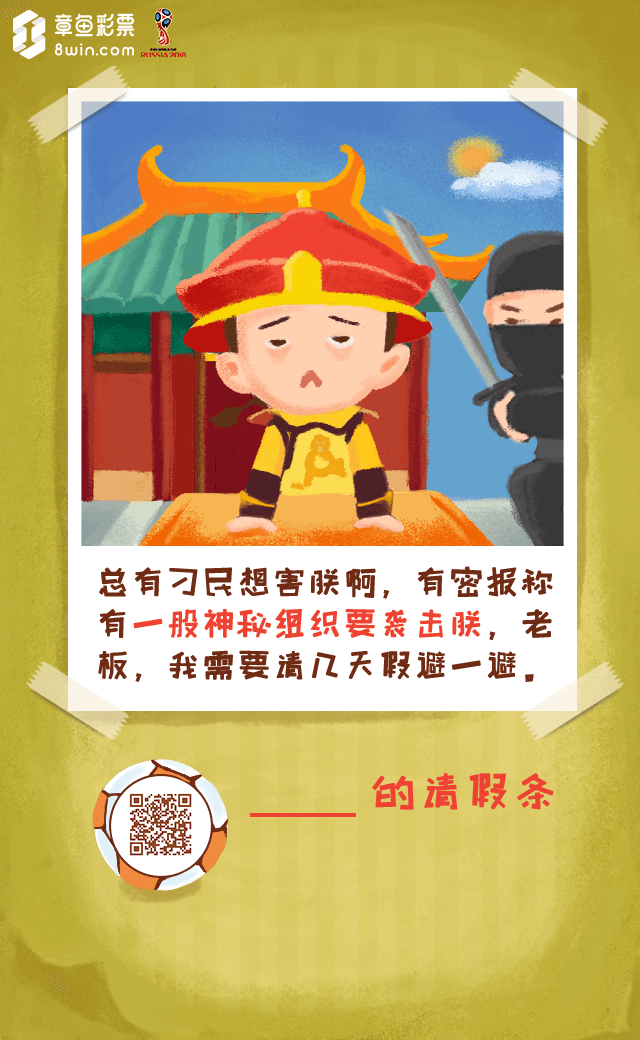 章鱼彩票
8win.com
RUSSIA 2018
总有刁民想害朕啊，有密报称
有一股神秘组织要袭击朕，老
板，我需要请几天假避一避。
的请假条